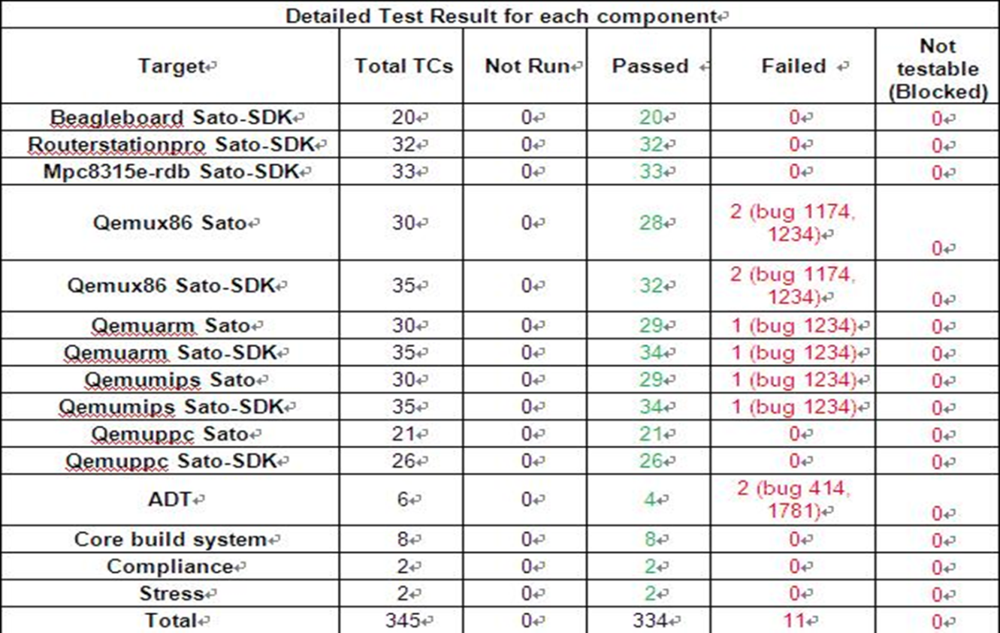 Detailed Test Result for each component
Target Total TCs Not Run Passed Failed Not testable (Blocked)
Beagleboard Sato-SDK 20 0 20 0 0
Routerstationpro Sato-SDK 32 0 32 0 0
Mpc8315e-rdb Sato-SDK 33 0 33 0 0
Qemux86 Sato 30 0 28 2 (bug 1174, 1234) 0
Qemux86 Sato-SDK 35 0 32 2 (bug 1174, 1234) 0
Qemuarm Sato 30 0 29 1 (bug 1234) 0
Qemuarm Sato-SDK 35 0 34 1 (bug 1234) 0
Qemumips Sato 30 0 29 1 (bug 1234) 0
Qemumips Sato-SDK 35 0 34 1 (bug 1234) 0
Qemuppc Sato 21 0 21 0 0
Qemuppc Sato-SDK 26 0 26 0 0
ADT 6 0 4 2 (bug 414, 1781) 0
Core build system 8 0 8 0 0
Compliance 2 0 2 0 0
Stress 2 0 2 0 0
Total 345 0 334 11 0